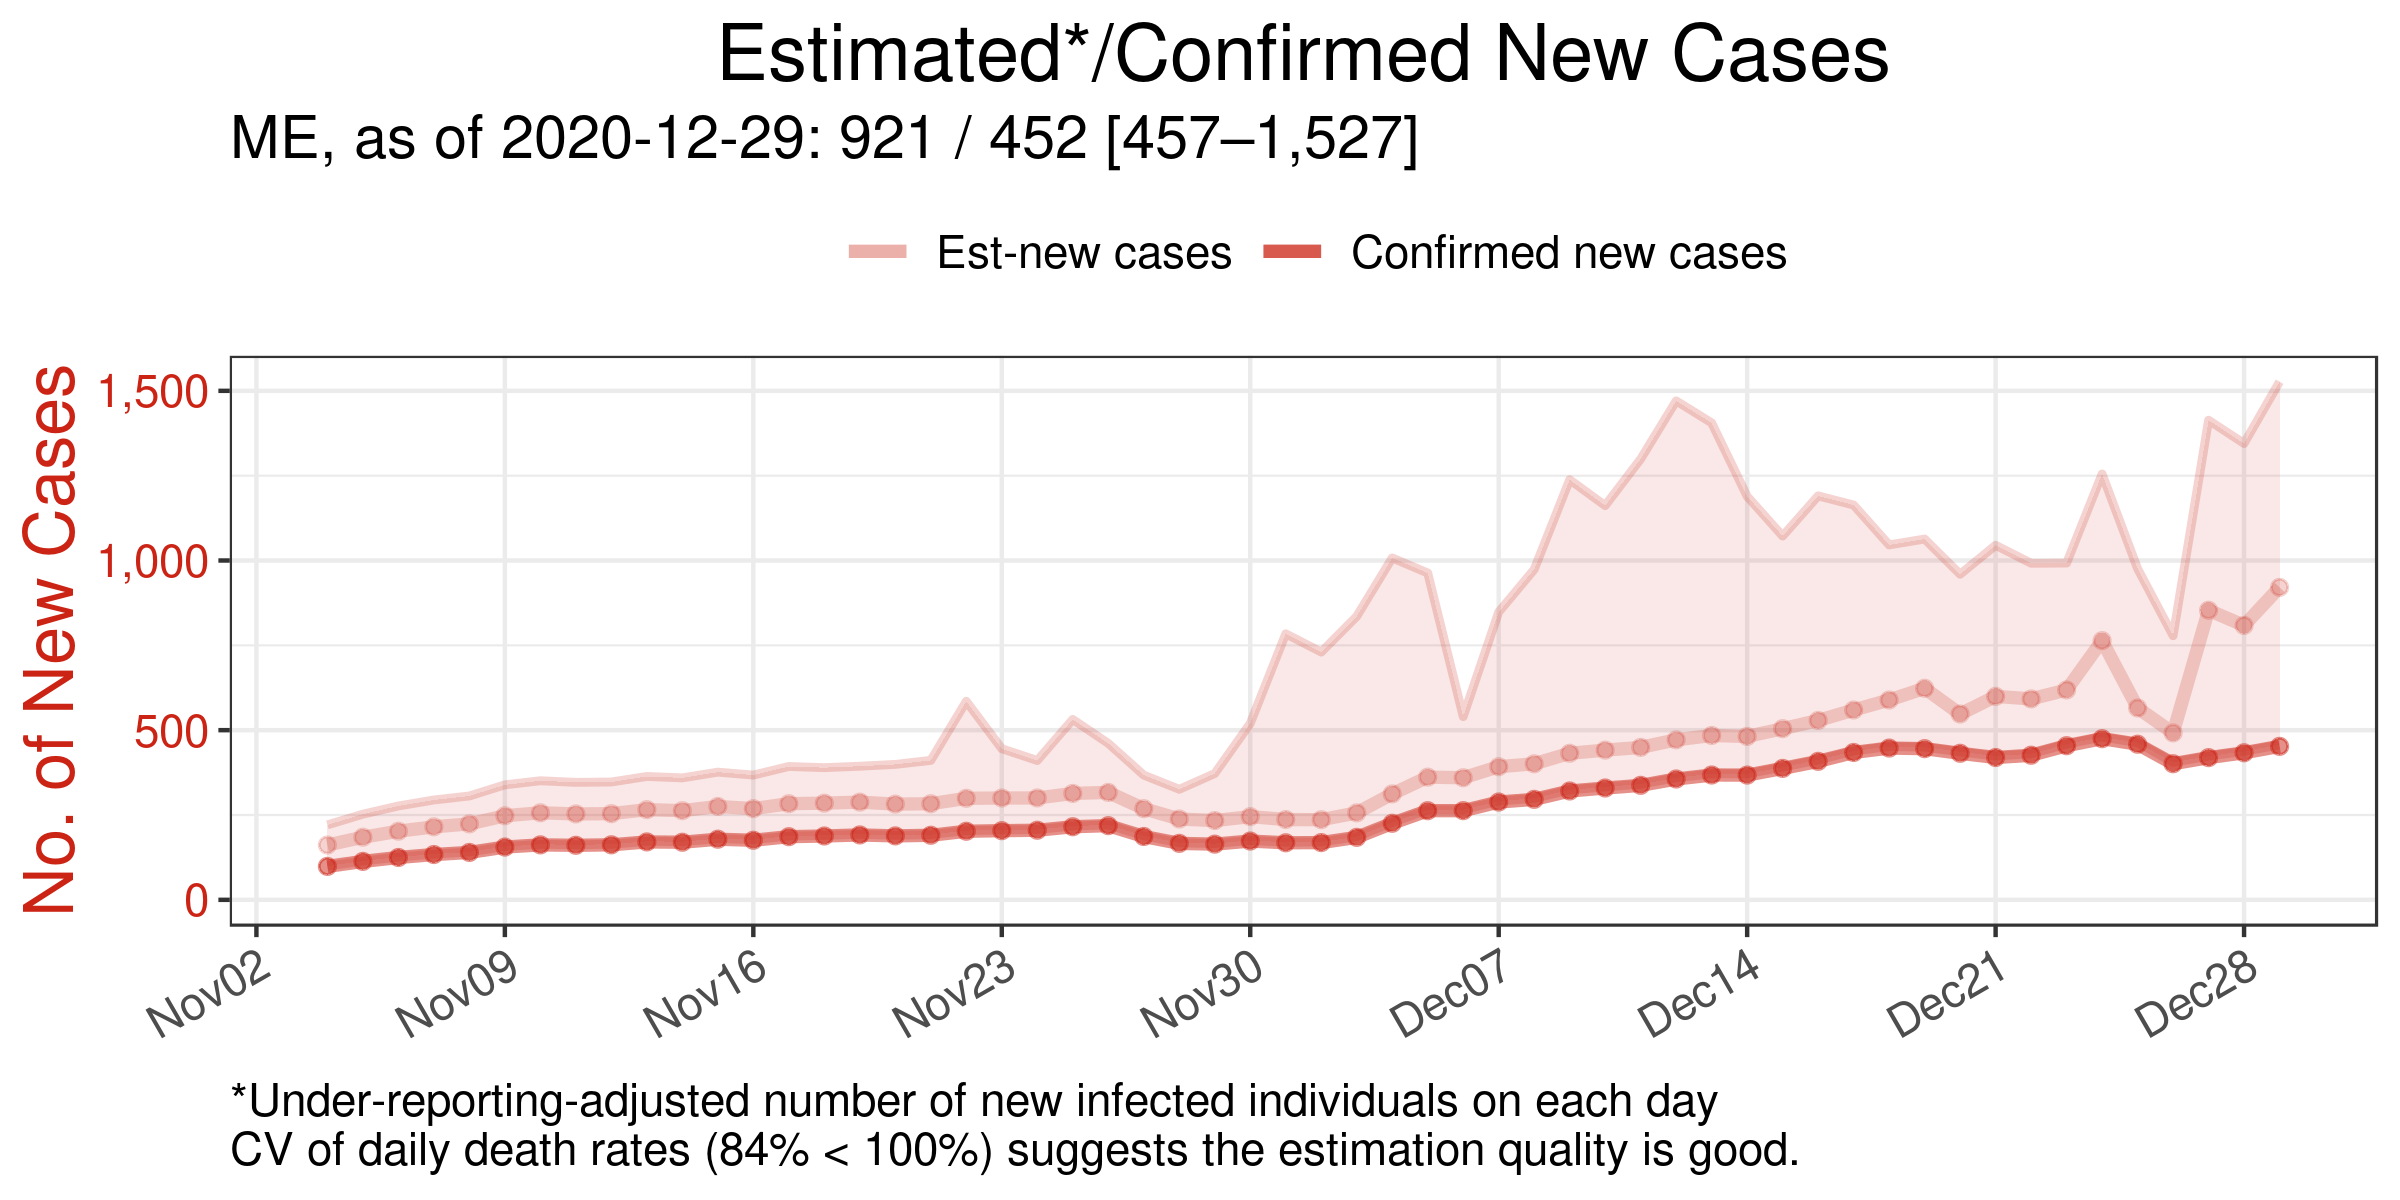 Estimated*/Confirmed New Cases
ME, as of 2020-12-29: 921 / 452 [457–1,527]
Est-new cases
Confirmed new cases
No. of New Cases
1,500
1,000
500
0
Nov02
Nov09
Nov16
Nov23
Nov30
Dec07
Dec14
Dec21
Dec28
*Under-reporting-adjusted number of new infected individuals on each day
CV of daily death rates (84% < 100%) suggests the estimation quality is good.